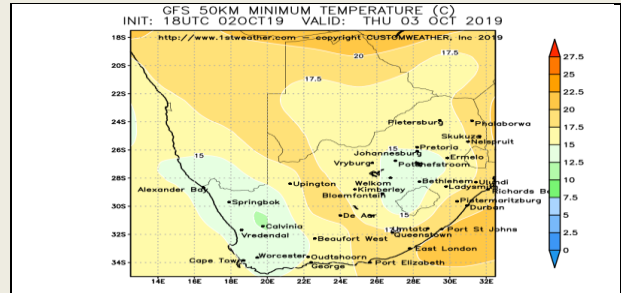 GFS 50KM MINIMUM TEMPERATURE (C)
INIT: 18UTC 02OCT19 VALID: THU 03 OCT 2019
http://www.1stweather.com — copyright CUSTOMWEATHER, Inc 2019
18S
20S
22S
24S
26S
28S
30S
32S
34S
20
17.5
17.5
15
15
15
17.5
Pietersburg
Phalaborwa
Skukuza
Nelspruit
Pretoria
Johannesburg
Ermelo
Vryburg
Potchefstroom
Alexander Bay
Upington
Welkom
Bethlehem
Ulundi
Kimberley
Ladysmith
Richards B
Bloemfontein
Springbok
Pietermaritzburg
Durban
De Aar
Calvinia
Vredendal
Umtata
Port St Johns
Queenstown
Beaufort West
East London
Worcester
Oudtshoorn
Cape Town
George
Port Elizabeth
14E 16E 18E 20E 22E 24E 26E 28E 30E 32E
27.5
25
22.5
20
17.5
15
12.5
10
7.5
5
2.5
0